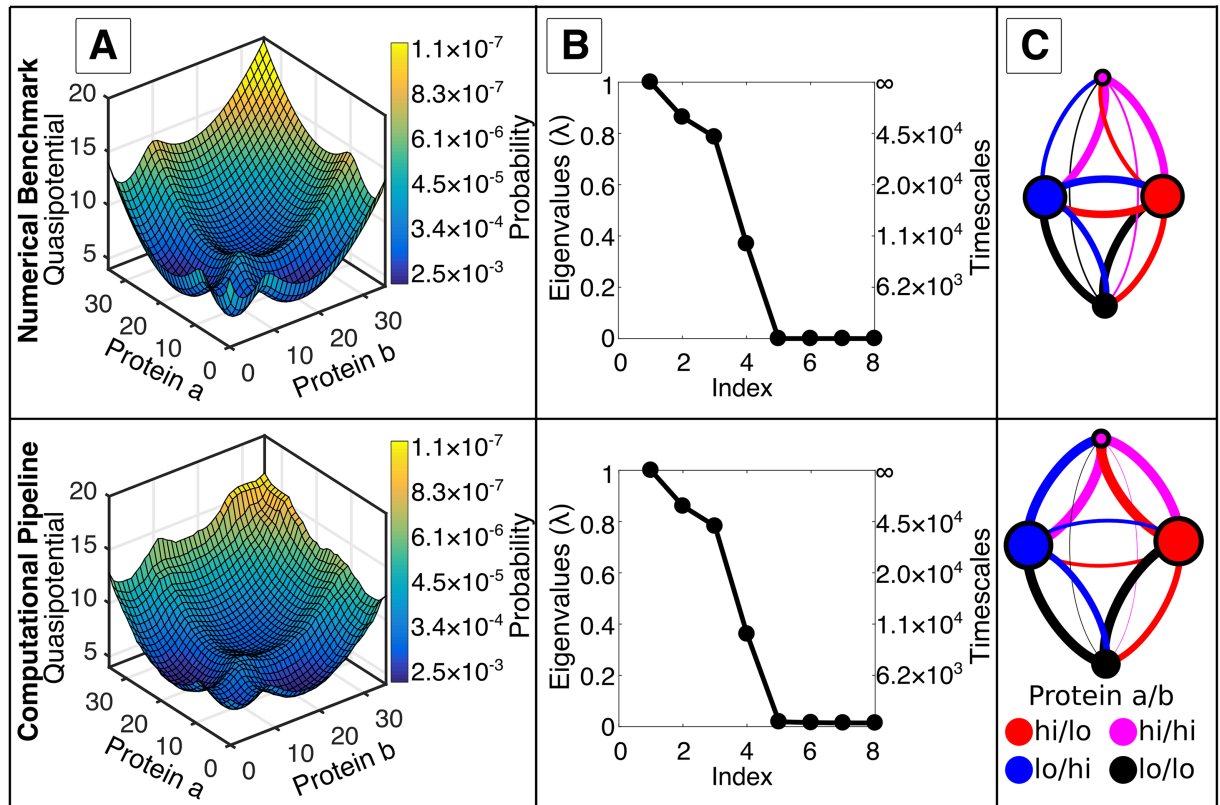 A
Numerical Benchmark
Quasipotential
20
15
10
5
30
20
10
0
Protein a
0
10
20
30
Protein b
1.1×10-7
8.3×10-7
6.1×10-6
4.5×10-5
3.4×10-4
2.5×10-3
Probability
B
Eigenvalues (λ)
1
0.8
0.6
0.4
0.2
0
0
2
4
6
8
Index
∞
4.5×10⁴
2.0×10⁴
1.1×10⁴
6.2×10³
Timescales
C
Computational Pipeline
Quasipotential
20
15
10
5
30
20
10
0
Protein a
0
10
20
30
Protein b
1.1×10-7
8.3×10-7
6.1×10-6
4.5×10-5
3.4×10-4
2.5×10-3
Probability
Eigenvalues (λ)
1
0.8
0.6
0.4
0.2
0
0
2
4
6
8
Index
∞
4.5×10⁴
2.0×10⁴
1.1×10⁴
6.2×10³
Timescales
Protein a/b
hi/lo
hi/hi
lo/hi
lo/lo